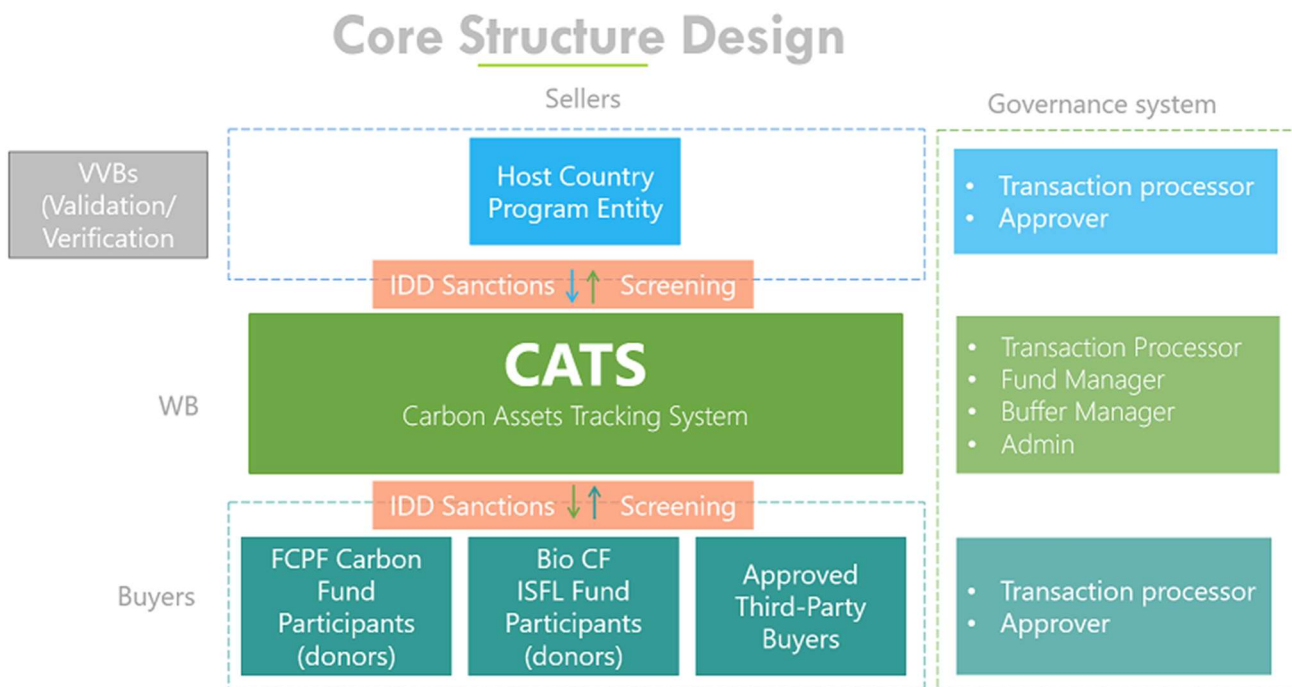 Core Structure Design
Sellers
Governance system
VVBs
(Validation/
Verification
Host Country
Program Entity
• Transaction processor
• Approver
IDD Sanctions ↓↑ Screening
WB
CATS
Carbon Assets Tracking System
• Transaction Processor
• Fund Manager
• Buffer Manager
• Admin
IDD Sanctions ↓↑ Screening
Buyers
FCPF Carbon
Fund
Participants
(donors)
Bio CF
ISFL Fund
Participants
(donors)
Approved
Third-Party
Buyers
• Transaction processor
• Approver